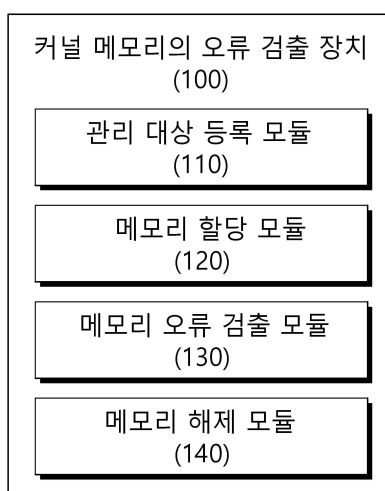 커널 메모리의 오류 검출 장치
(100)
관리 대상 등록 모듈
(110)
메모리 할당 모듈
(120)
메모리 오류 검출 모듈
(130)
메모리 해제 모듈
(140)